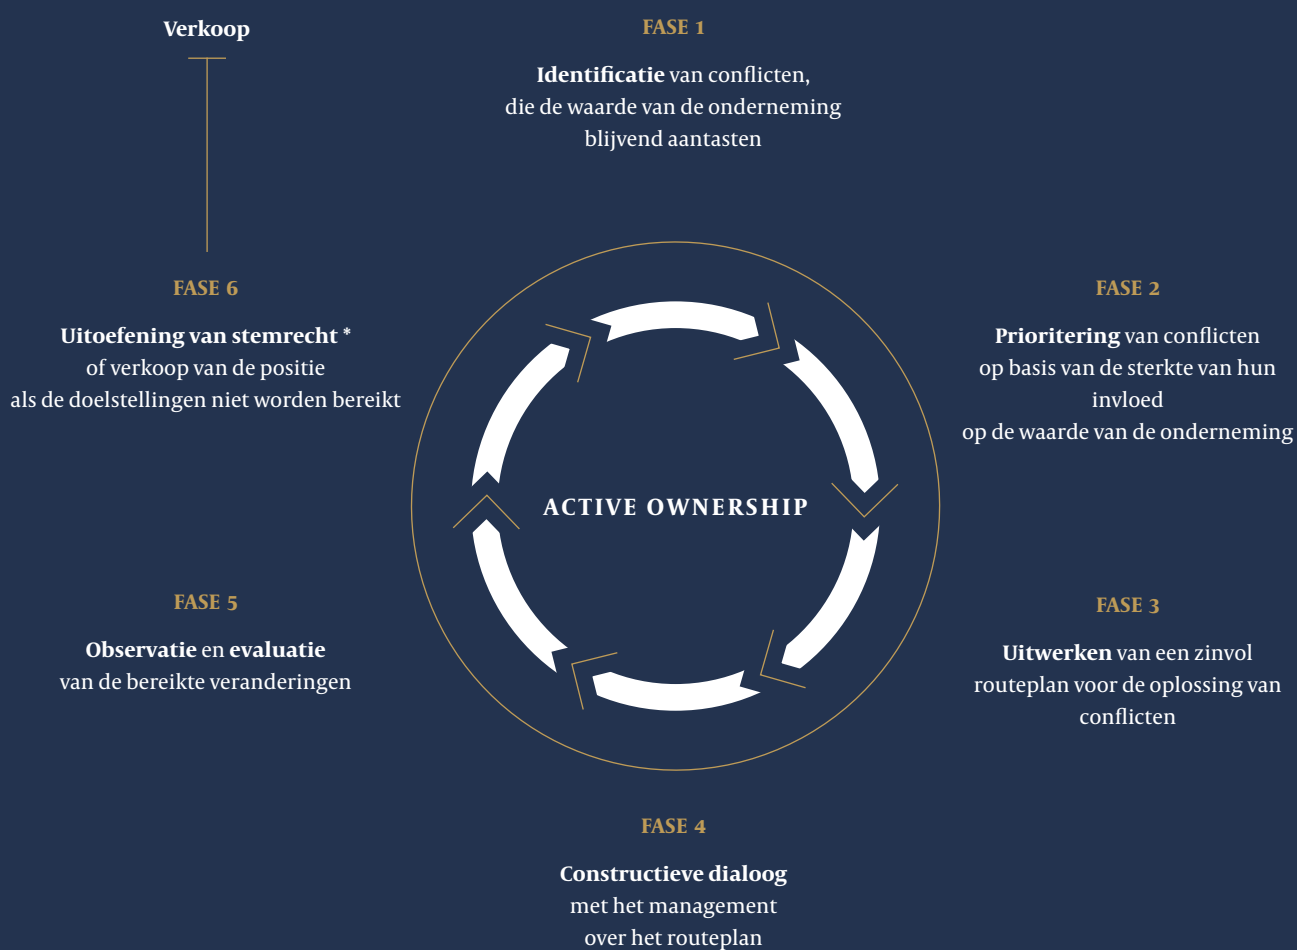 Verkoop
FASE 1
Identificatie van conflicten,
die de waarde van de onderneming
blijvend aantasten
FASE 2
Prioritering van conflicten
op basis van de sterkte van hun
invloed
op de waarde van de onderneming
FASE 3
Uitwerken van een zinvol
routeplan voor de oplossing van
conflicten
FASE 4
Constructieve dialoog
met het management
over het routeplan
FASE 5
Observatie en evaluatie
van de bereikte veranderingen
FASE 6
Uitoefening van stemrecht *
of verkoop van de positie
als de doelstellingen niet worden bereikt
ACTIVE OWNERSHIP